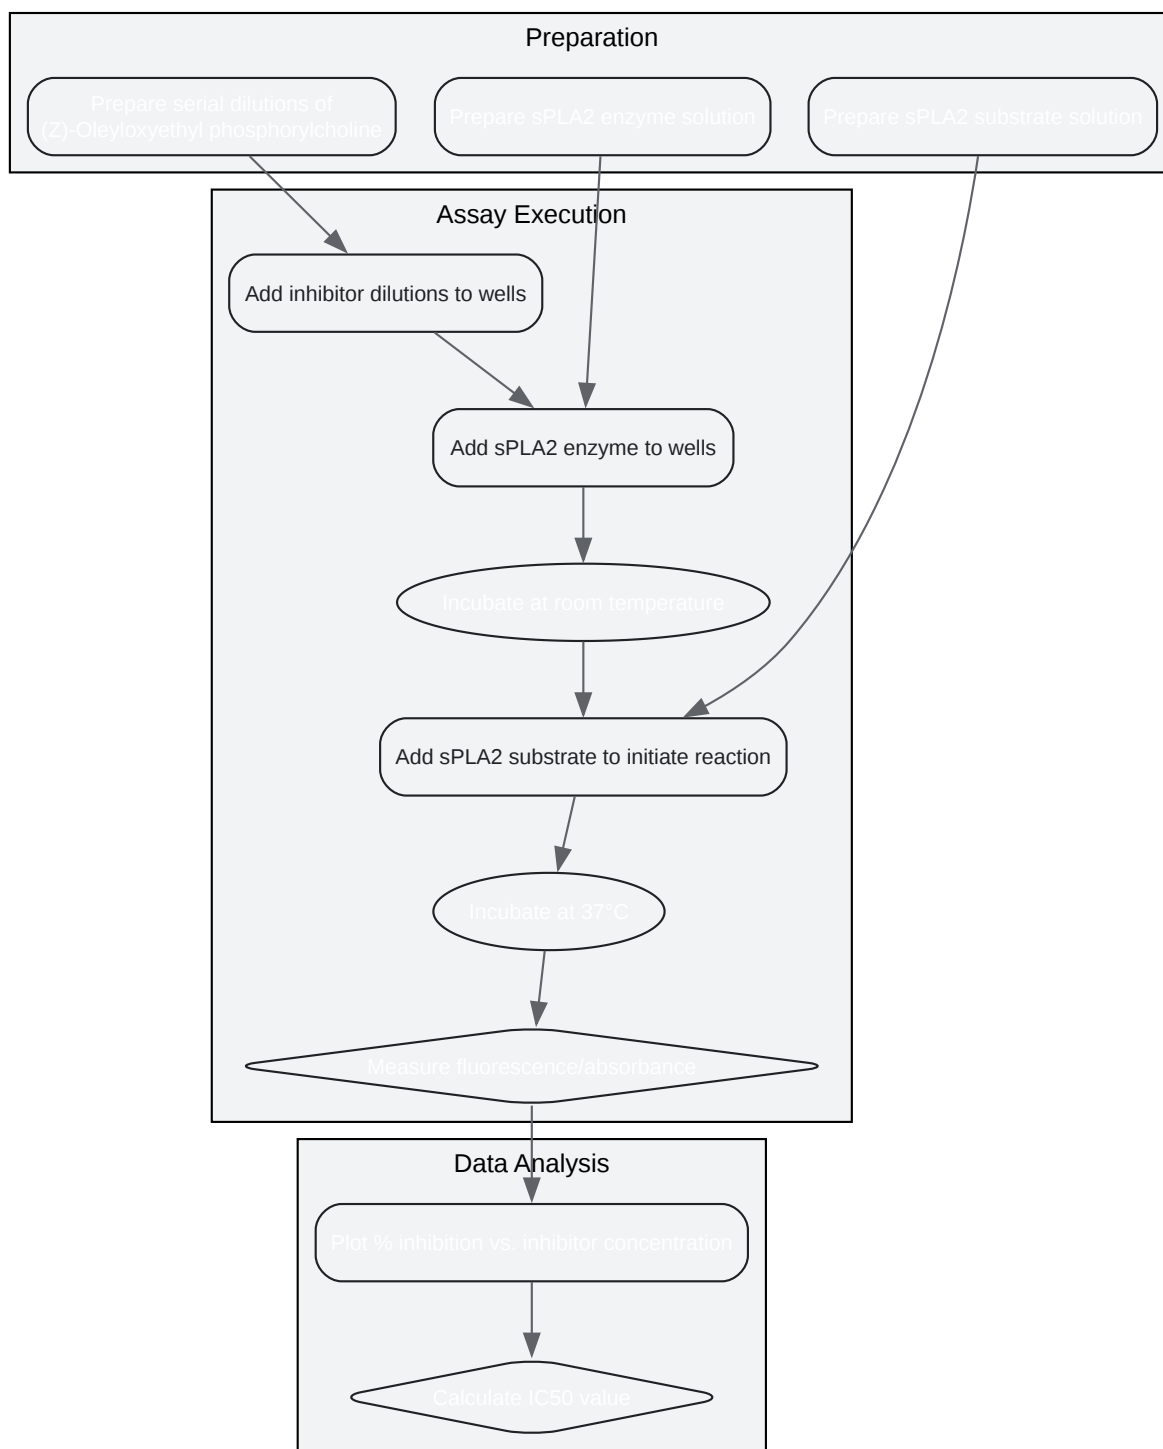 Preparation
Prepare serial dilutions of
(Z)-Oleyloxyethyl phosphorylcholine
Prepare sPLA2 enzyme solution
Prepare sPLA2 substrate solution
Assay Execution
Add inhibitor dilutions to wells
Add sPLA2 enzyme to wells
Incubate at room temperature
Add sPLA2 substrate to initiate reaction
Incubate at 37°C
Measure fluorescence/absorbance
Data Analysis
Plot % inhibition vs. inhibitor concentration
Calculate IC50 value